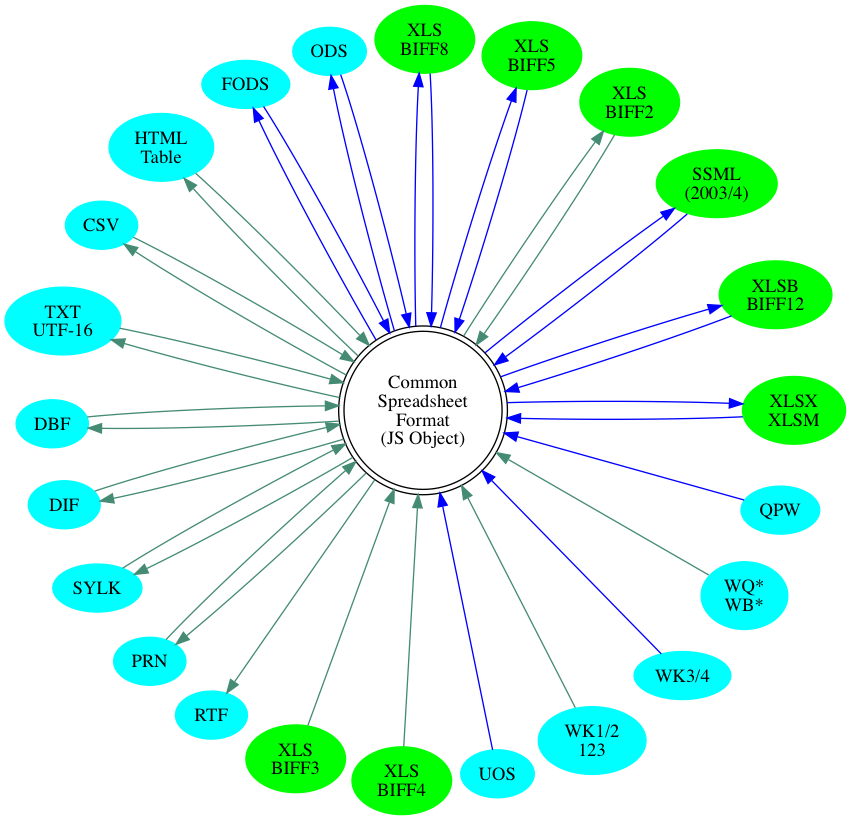 XLS
BIFF8
ODS
XLS
BIFF5
FODS
XLS
BIFF2
HTML
Table
SSML
(2003/4)
CSV
XLSB
BIFF12
TXT
UTF-16
Common
Spreadsheet
Format
(JS Object)
XLSX
XLSM
DBF
DIF
QPW
SYLK
WQ*
WB*
PRN
WK3/4
RTF
XLS
BIFF3
XLS
BIFF4
UOS
WK1/2
123